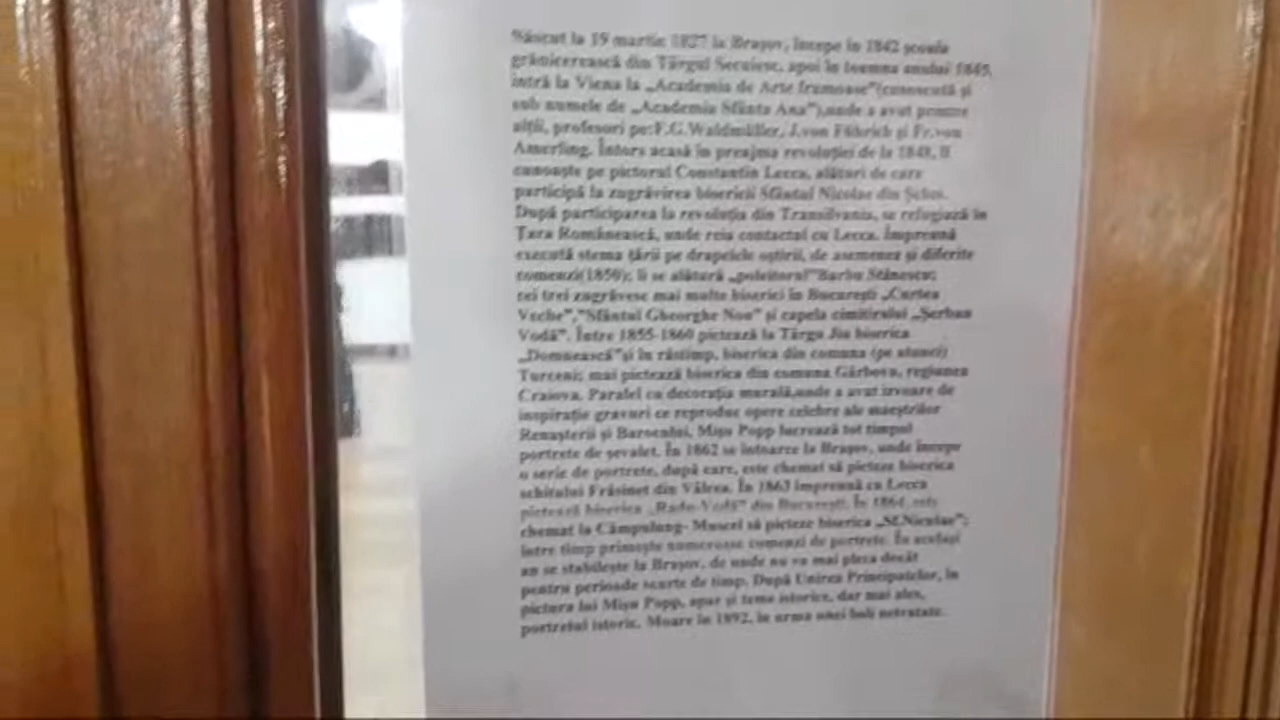 Născut la 19 martie 1827 la Brașov, începe în 1842 școala
grănicerească din Târgul Secuiesc, apoi în toamna anului 1845,
intră la Viena la „Academia de Arte frumoase"(cunoscută și
sub numele de „Academia Sfânta Ana"),unde a avut printre
alții, profesori pe:F.G.Waldmüller, J.von Führich și Fr.von
Amerling. Întors acasă în preajma revoluției de la 1848, îl
cunoaște pe pictorul Constantin Lecca, alături de care
participă la zugrăvirea bisericii Sfântul Nicolae din Șchei.
După participarea la revoluția din Transilvania, se refugiază în
Țara Românească, unde reia contactul cu Lecca. Împreună
execută stema țării pe drapelele oștirii, de asemenea și diferite
comenzi(1850); li se alătură „poleitorul"Barbu Stănescu;
cei trei zugrăvesc mai multe biserici în București „Curtea
Veche","Sfântul Gheorghe Nou" și capela cimitirului „Șerban
Vodă". Între 1855-1860 pictează la Târgu Jiu biserica
„Domnească"și în răstimp, biserica din comuna (pe atunci)
Turceni; mai pictează biserica din comuna Gârbova, regiunea
Craiova. Paralel cu decorația murală,unde a avut izvoare de
inspirație gravuri ce reproduc opere celebre ale maeștrilor
Renașterii și Barocului, Mișu Popp lucrează tot timpul
portrete de șevalet. În 1862 se întoarce la Brașov, unde începe
o serie de portrete, după care, este chemat să picteze biserica
schitului Frăsinet din Vâlcea. În 1863 împreună cu Lecca
pictează biserica „Radu-Vodă" din București. În 1864, este
chemat la Câmpulung- Muscel să picteze biserica „Sf.Nicolae";
între timp primește numeroase comenzi de portrete. În același
an se stabilește la Brașov, de unde nu va mai pleca decât
pentru perioade scurte de timp. După Unirea Principatelor, în
pictura lui Mișu Popp, apar și teme istorice, dar mai ales,
portretul istoric. Moare în 1892, în urma unei boli netratate.